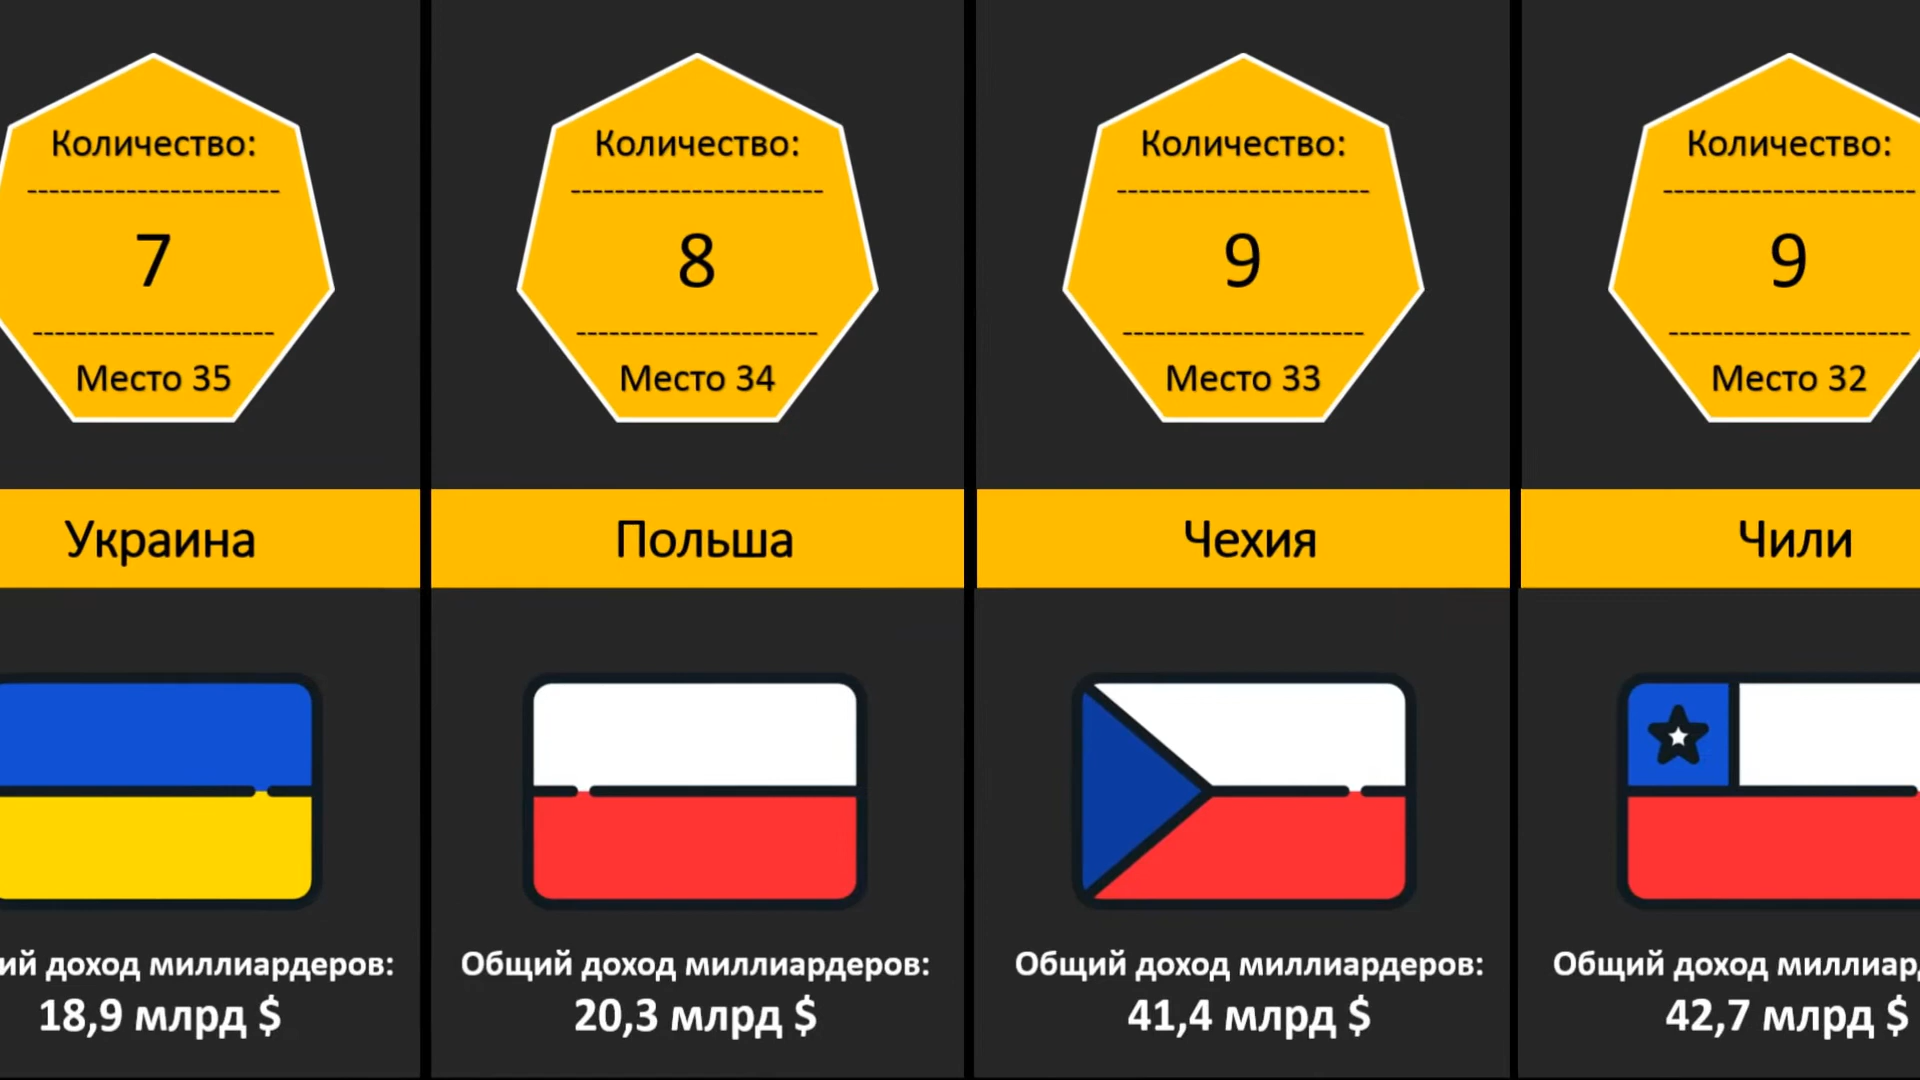 Количество:
7
Место 35
Украина
ий доход миллиардеров:
18,9 млрд $
Количество:
8
Место 34
Польша
Общий доход миллиардеров:
20,3 млрд $
Количество:
9
Место 33
Чехия
Общий доход миллиардеров:
41,4 млрд $
Количество:
9
Место 32
Чили
Общий доход миллиар
42,7 млрд $